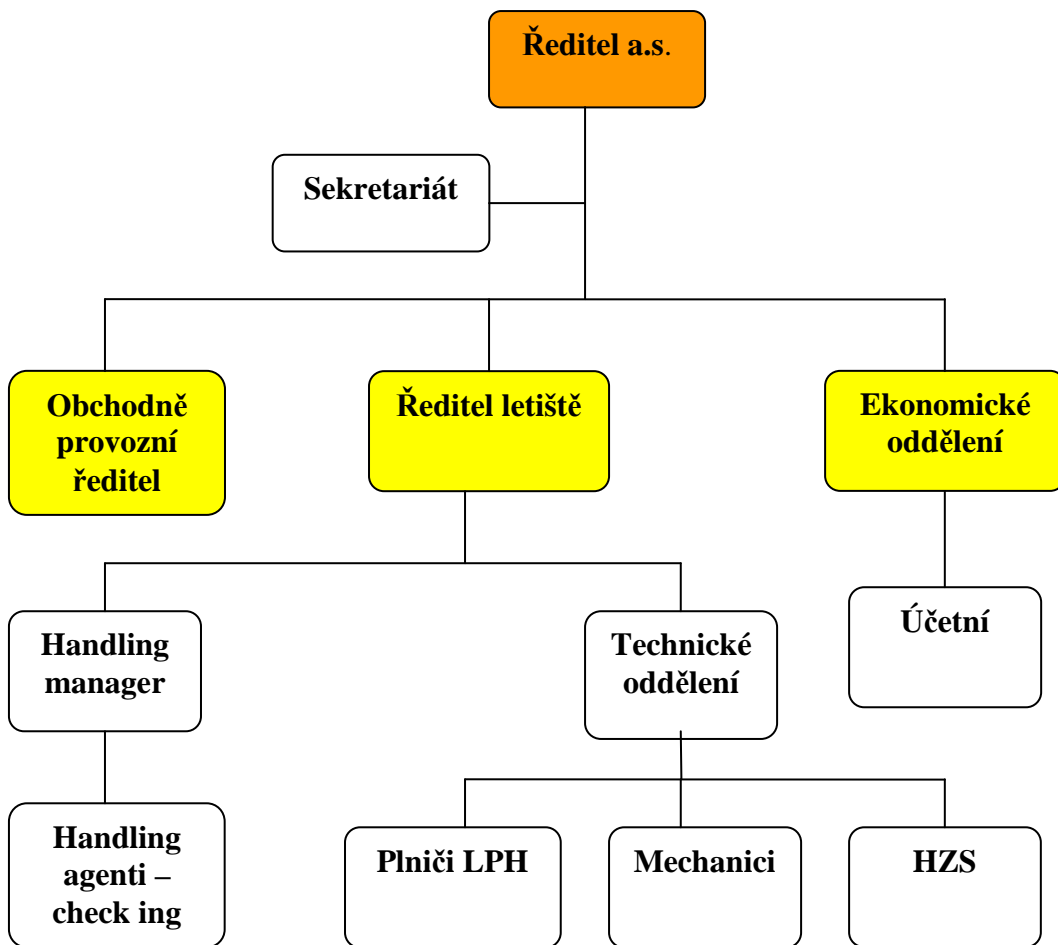 Ředitel a.s.
Sekretariát
Obchodně
provozní
ředitel
Ředitel letiště
Ekonomické
oddělení
Handling
manager
Technické
oddělení
Účetní
Handling
agenti –
check ing
Plniči LPH
Mechanici
HZS